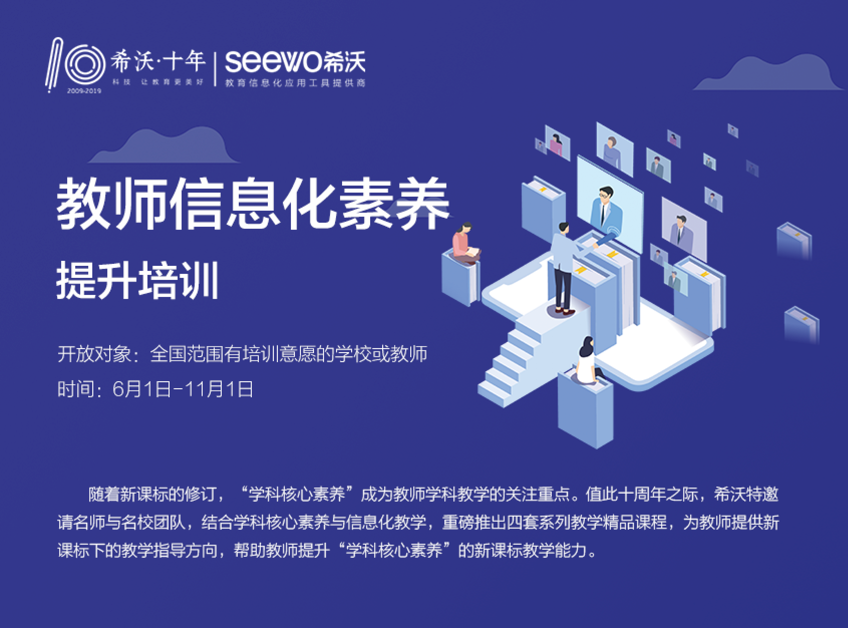 希沃·十年
科技 让教育更美好
2009-2019
seewo希沃
教育信息化应用工具提供商
教师信息化素养
提升培训
开放对象：全国范围有培训意愿的学校或教师
时间：6月1日-11月1日
随着新课标的修订，“学科核心素养”成为教师学科教学的关注重点。值此十周年之际，希沃特邀
请名师与名校团队，结合学科核心素养与信息化教学，重磅推出四套系列教学精品课程，为教师提供新
课标下的教学指导方向，帮助教师提升“学科核心素养”的新课标教学能力。